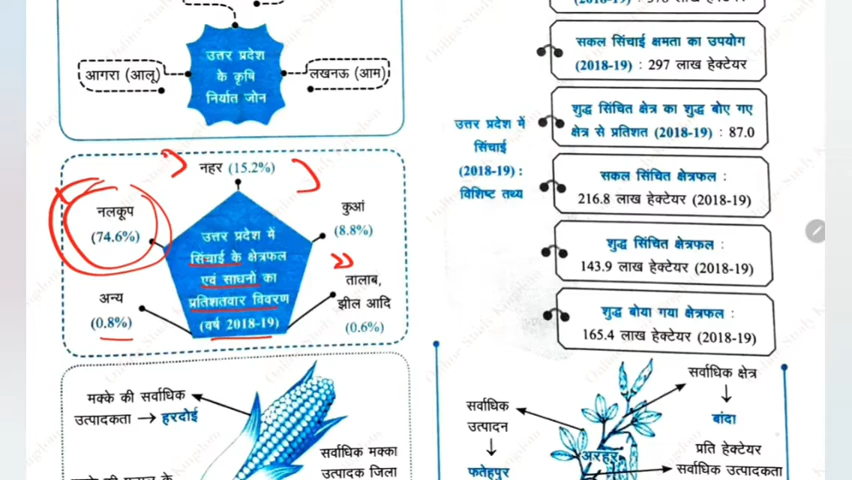 उत्तर प्रदेश
के कृषि
निर्यात जोन
आगरा (आलू)
लखनऊ (आम)
नहर (15.2%)
नलकूप
(74.6%)
कुआं
(8.8%)
उत्तर प्रदेश में
सिंचाई के क्षेत्रफल
एवं साधनों का
प्रतिशतवार विवरण
(वर्ष 2018-19)
अन्य
(0.8%)
तालाब,
झील आदि
(0.6%)
मक्के की सर्वाधिक
उत्पादकता → हरदोई
सर्वाधिक मक्का
उत्पादक जिला
सकल सिंचाई क्षमता का उपयोग
(2018-19) : 297 लाख हेक्टेयर
शुद्ध सिंचित क्षेत्र का शुद्ध बोए गए
क्षेत्र से प्रतिशत (2018-19) : 87.0
उत्तर प्रदेश में
सिंचाई
(2018-19) :
विशिष्ट तथ्य
सकल सिंचित क्षेत्रफल :
216.8 लाख हेक्टेयर (2018-19)
शुद्ध सिंचित क्षेत्रफल :
143.9 लाख हेक्टेयर (2018-19)
शुद्ध बोया गया क्षेत्रफल :
165.4 लाख हेक्टेयर (2018-19)
सर्वाधिक क्षेत्र
बांदा
सर्वाधिक
उत्पादन
फतेहपुर
अरहर
प्रति हेक्टेयर
सर्वाधिक उत्पादकता